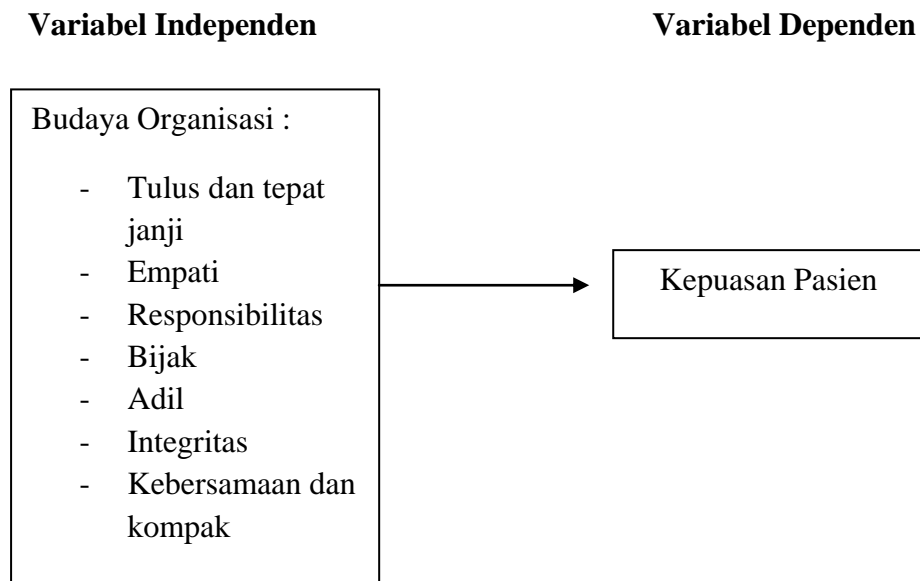 Variabel Independen
Variabel Dependen
Budaya Organisasi :
- Tulus dan tepat
janji
- Empati
- Responsibilitas
- Bijak
- Adil
- Integritas
- Kebersamaan dan
kompak
Kepuasan Pasien